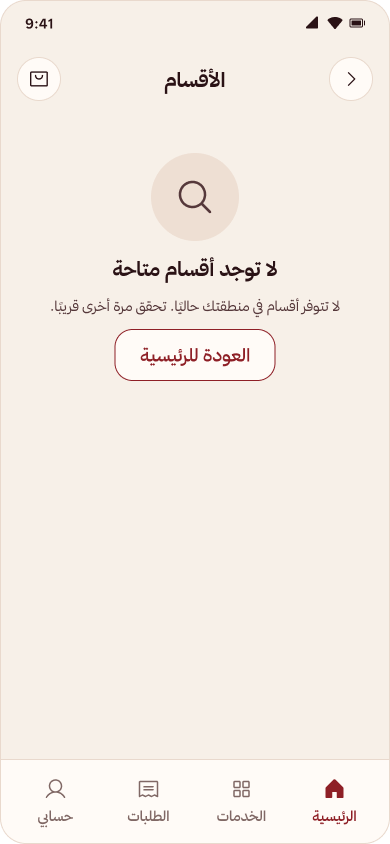 9:41
الأقسام
لا توجد أقسام متاحة
لا تتوفر أقسام في منطقتك حاليًا. تحقق مرة أخرى قريبًا.
العودة للرئيسية
الرئيسية
الخدمات
الطلبات
حسابي